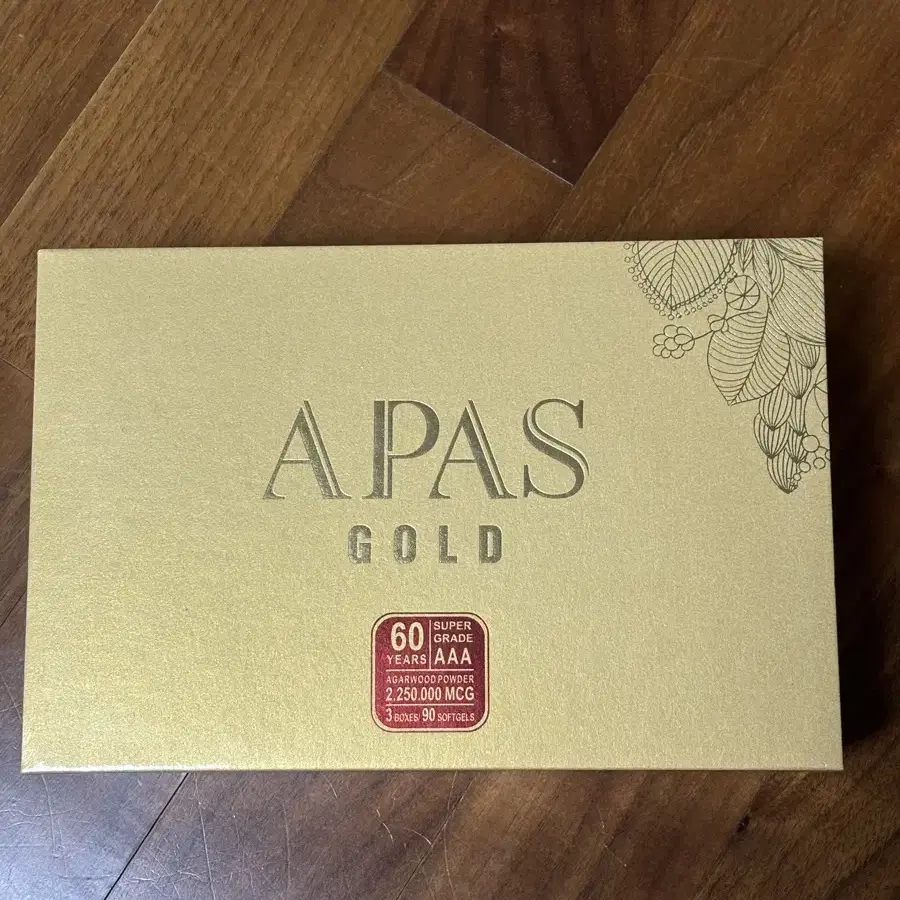 APAS
GOLD
60 YEARS
SUPER GRADE AAA
AGARWOOD POWDER
2.250.000 MCG
3 BOXES/ 90 SOFTGELS